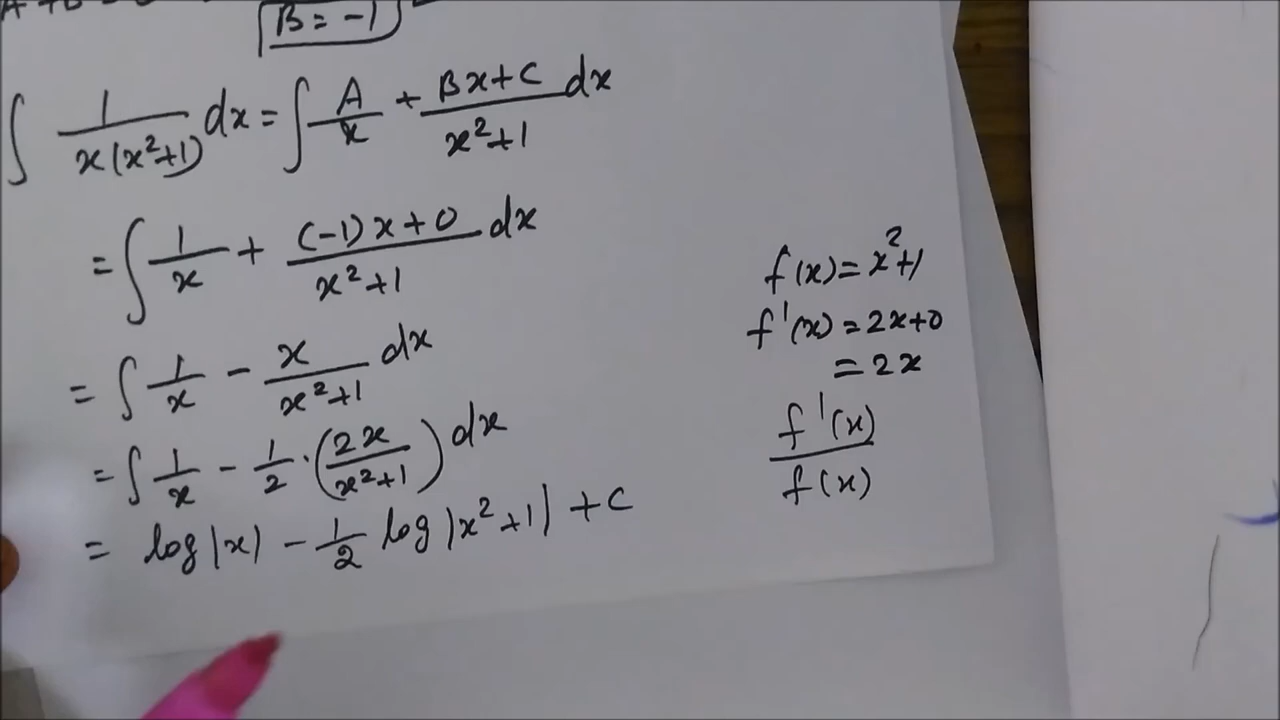 B = -1
∫ 1/x(x²+1) dx = ∫ A/x + Bx+C/x²+1 dx
= ∫ 1/x + (-1)x+0/x²+1 dx
= ∫ 1/x - x/x²+1 dx
= ∫ 1/x - 1/2 · (2x/x²+1) dx
= log|x| - 1/2 log|x²+1| + C
f(x) = x²+1
f'(x) = 2x+0
= 2x
f'(x)/f(x)